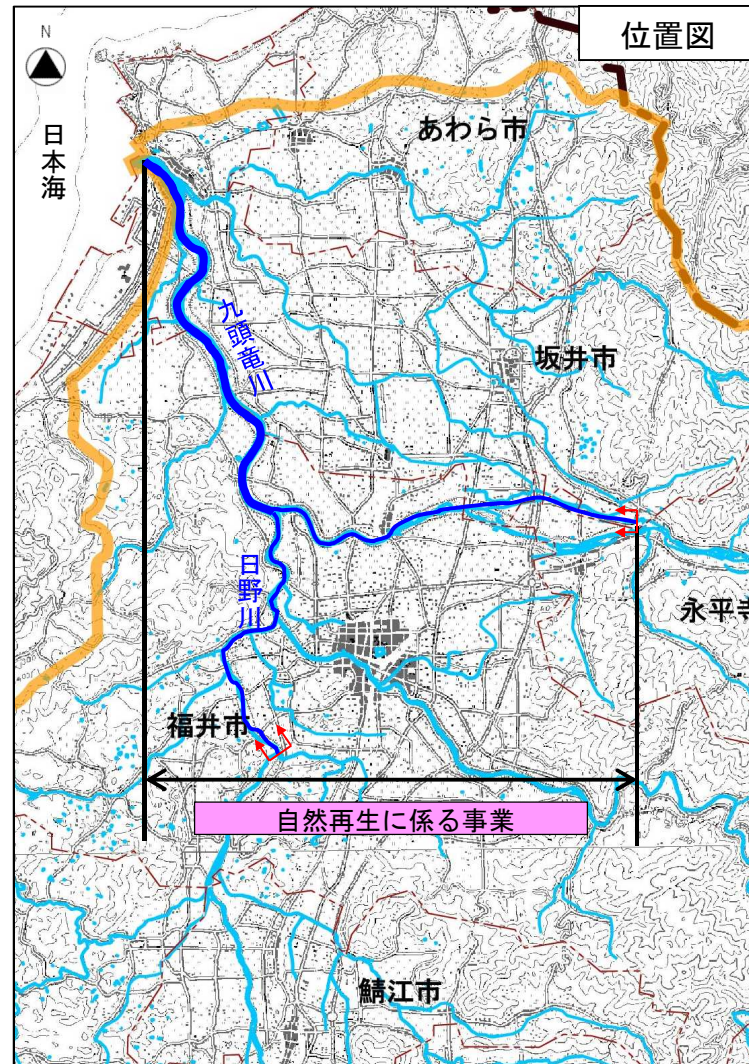 位置図
N
日本海
あわら市
九頭竜川
坂井市
日野川
永平寺
福井市
自然再生に係る事業
鯖江市